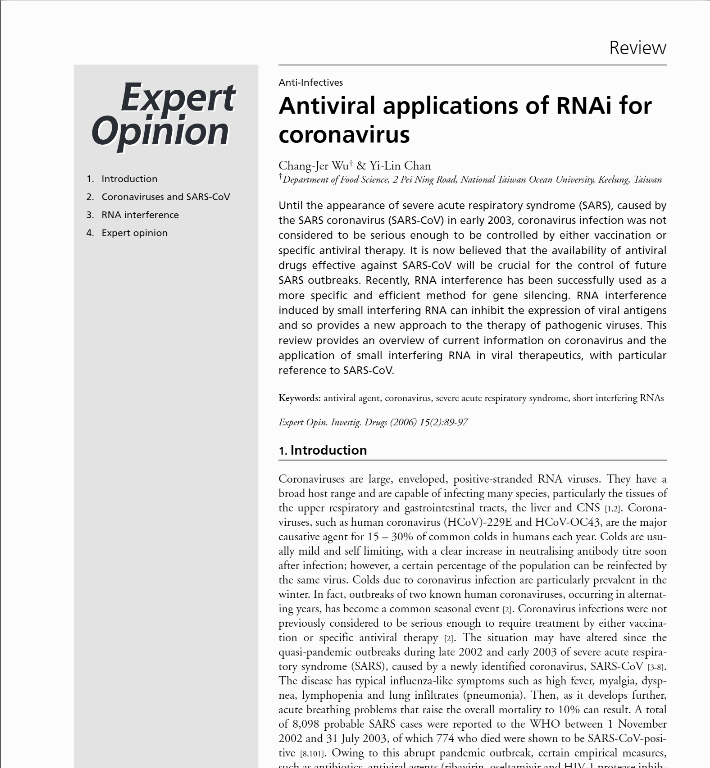 Review
Expert
Opinion
1. Introduction
2. Coronaviruses and SARS-CoV
3. RNA interference
4. Expert opinion
Anti-Infectives
Antiviral applications of RNAi for
coronavirus
Chang-Jer Wu† & Yi-Lin Chan
†Department of Food Science, 2 Pei Ning Road, National Taiwan Ocean University, Keelung, Taiwan
Until the appearance of severe acute respiratory syndrome (SARS), caused by
the SARS coronavirus (SARS-CoV) in early 2003, coronavirus infection was not
considered to be serious enough to be controlled by either vaccination or
specific antiviral therapy. It is now believed that the availability of antiviral
drugs effective against SARS-CoV will be crucial for the control of future
SARS outbreaks. Recently, RNA interference has been successfully used as a
more specific and efficient method for gene silencing. RNA interference
induced by small interfering RNA can inhibit the expression of viral antigens
and so provides a new approach to the therapy of pathogenic viruses. This
review provides an overview of current information on coronavirus and the
application of small interfering RNA in viral therapeutics, with particular
reference to SARS-CoV.
Keywords: antiviral agent, coronavirus, severe acute respiratory syndrome, short interfering RNAs
Expert Opin. Investig. Drugs (2006) 15(2):89-97
1. Introduction
Coronaviruses are large, enveloped, positive-stranded RNA viruses. They have a
broad host range and are capable of infecting many species, particularly the tissues of
the upper respiratory and gastrointestinal tracts, the liver and CNS [1,2]. Corona-
viruses, such as human coronavirus (HCoV)-229E and HCoV-OC43, are the major
causative agent for 15 – 30% of common colds in humans each year. Colds are usu-
ally mild and self limiting, with a clear increase in neutralising antibody titre soon
after infection; however, a certain percentage of the population can be reinfected by
the same virus. Colds due to coronavirus infection are particularly prevalent in the
winter. In fact, outbreaks of two known human coronaviruses, occurring in alternat-
ing years, has become a common seasonal event [2]. Coronavirus infections were not
previously considered to be serious enough to require treatment by either vaccina-
tion or specific antiviral therapy [2]. The situation may have altered since the
quasi-pandemic outbreaks during late 2002 and early 2003 of severe acute respira-
tory syndrome (SARS), caused by a newly identified coronavirus, SARS-CoV [3-8].
The disease has typical influenza-like symptoms such as high fever, myalgia, dysp-
nea, lymphopenia and lung infiltrates (pneumonia). Then, as it develops further,
acute breathing problems that raise the overall mortality to 10% can result. A total
of 8,098 probable SARS cases were reported to the WHO between 1 November
2002 and 31 July 2003, of which 774 who died were shown to be SARS-CoV-posi-
tive [8,101]. Owing to this abrupt pandemic outbreak, certain empirical measures,
such as antibiotics, antiviral agents (ribavirin, oseltamivir and HIV-1 protease inhib-